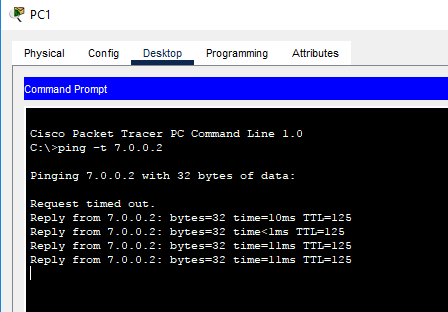 PC1
Physical Config Desktop Programming Attributes
Command Prompt
Cisco Packet Tracer PC Command Line 1.0
C:\>ping -t 7.0.0.2
Pinging 7.0.0.2 with 32 bytes of data:
Request timed out.
Reply from 7.0.0.2: bytes=32 time=10ms TTL=125
Reply from 7.0.0.2: bytes=32 time<1ms TTL=125
Reply from 7.0.0.2: bytes=32 time=11ms TTL=125
Reply from 7.0.0.2: bytes=32 time=11ms TTL=125